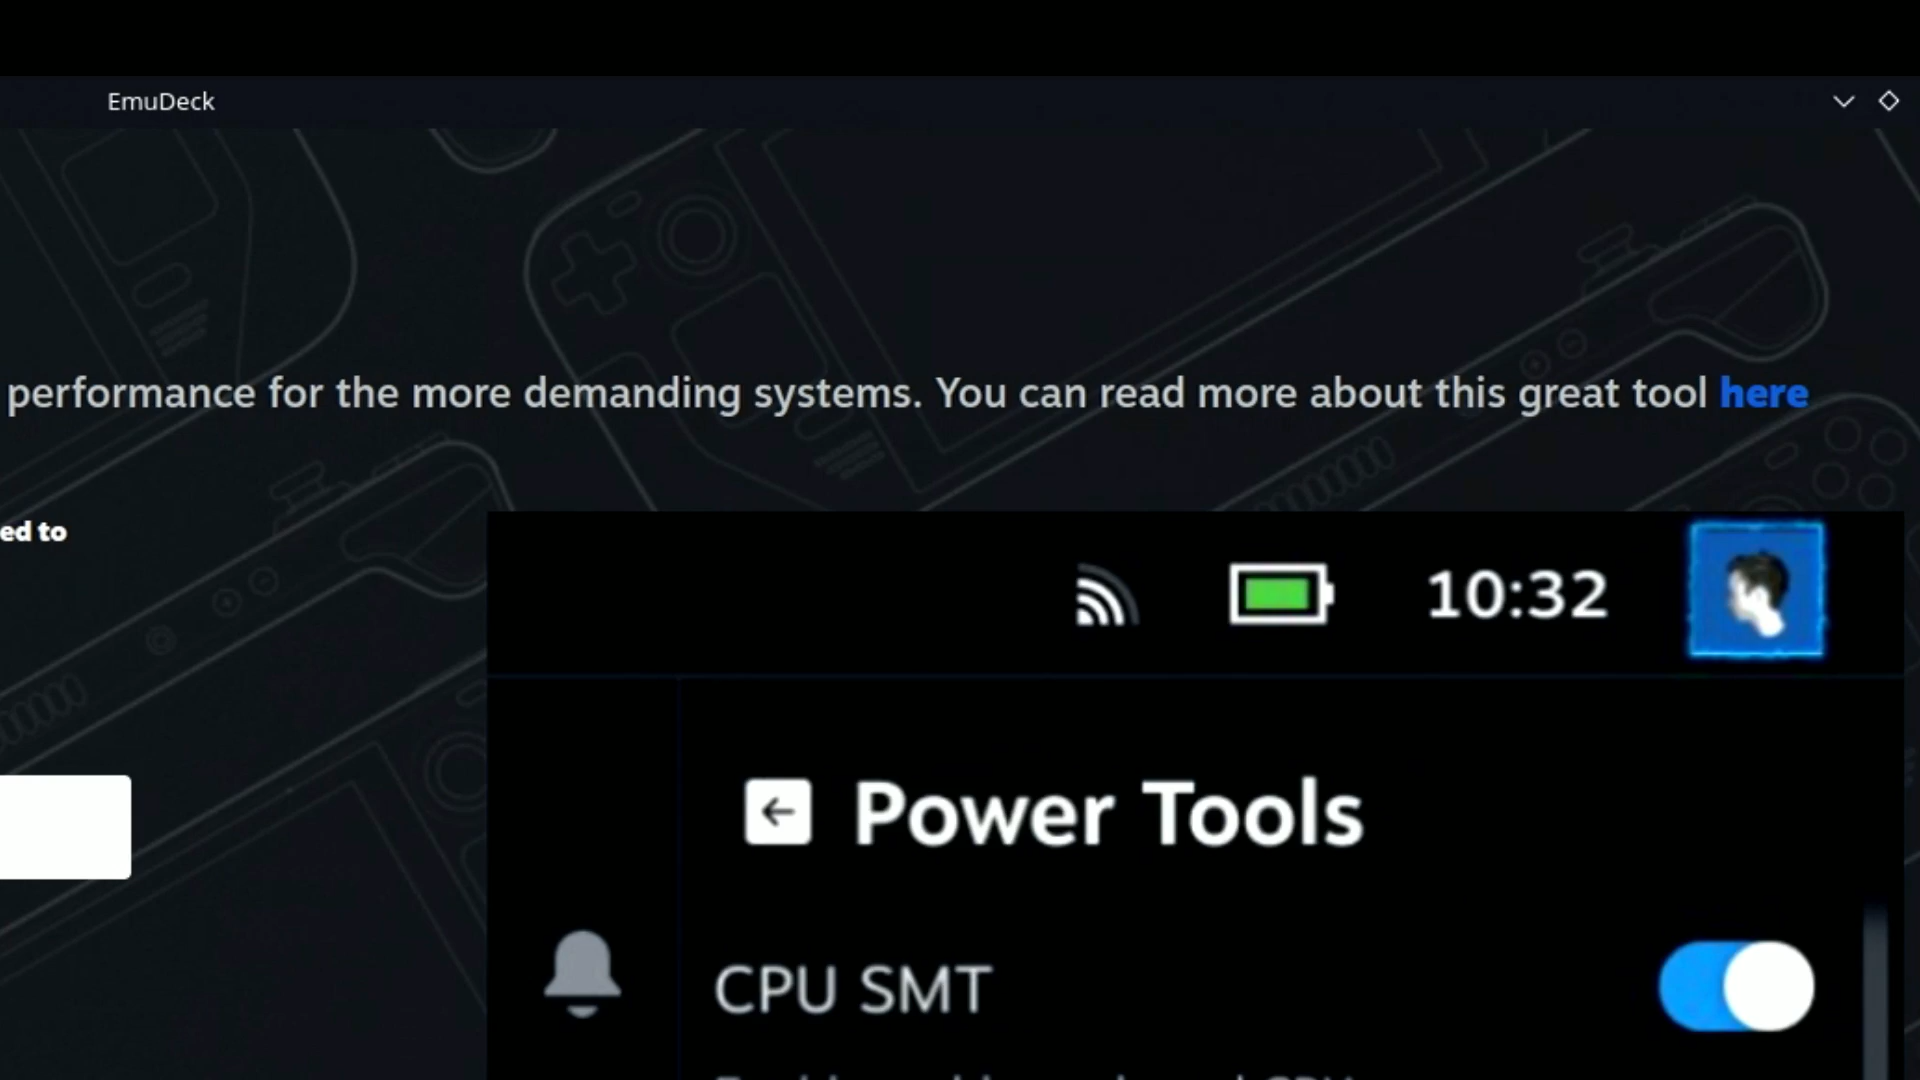 EmuDeck
performance for the more demanding systems. You can read more about this great tool here
ed to
10:32
Power Tools
CPU SMT